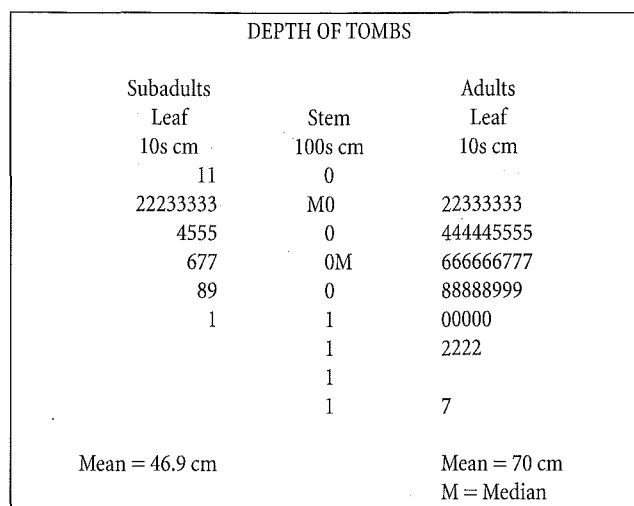 DEPTH OF TOMBS
Subadults Adults
Leaf Stem Leaf
10s cm 100s cm 10s cm
11 0
22233333 M0 22333333
4555 0 444445555
677 0M 666666777
89 0 88888999
1 1 00000
1 2222
1
1 7
Mean = 46.9 cm Mean = 70 cm
M = Median